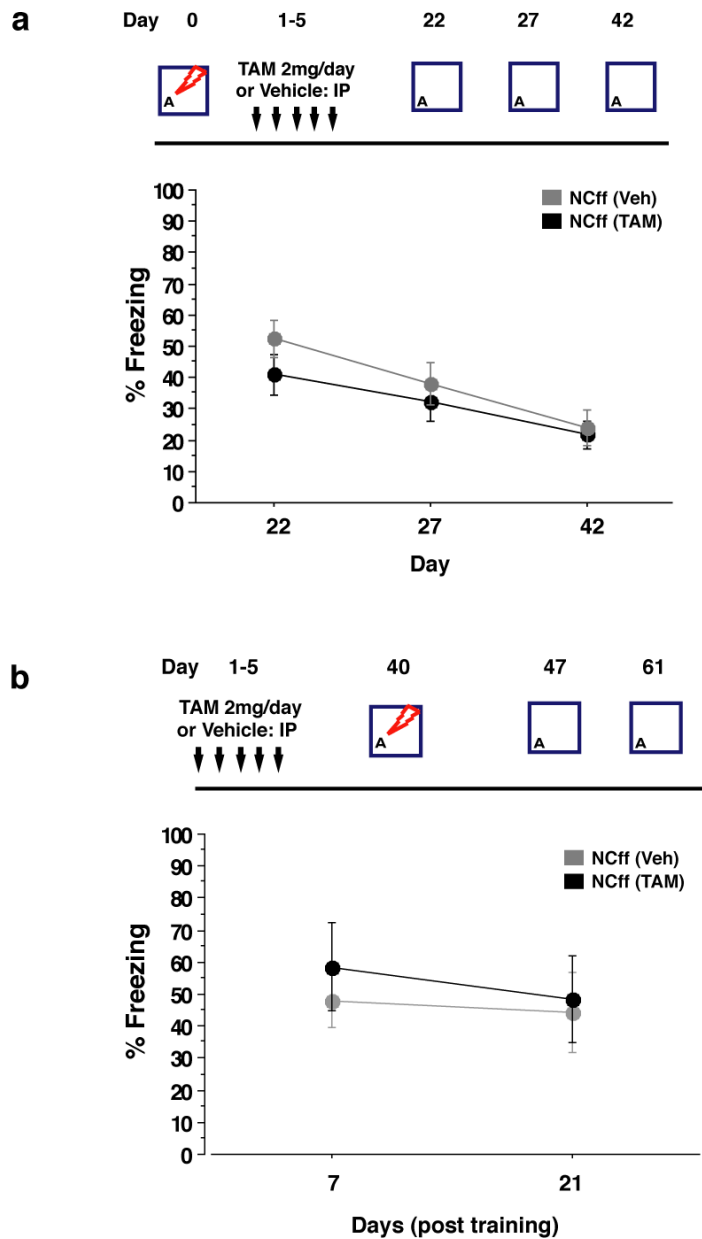 a
Day 0 1-5 22 27 42
TAM 2mg/day
or Vehicle: IP
A A A A
NCff (Veh)
NCff (TAM)
100
90
80
70
60
50
40
30
20
10
0
% Freezing
22 27 42
Day
b
Day 1-5 40 47 61
TAM 2mg/day
or Vehicle: IP
A A A
NCff (Veh)
NCff (TAM)
100
90
80
70
60
50
40
30
20
10
0
% Freezing
7 21
Days (post training)